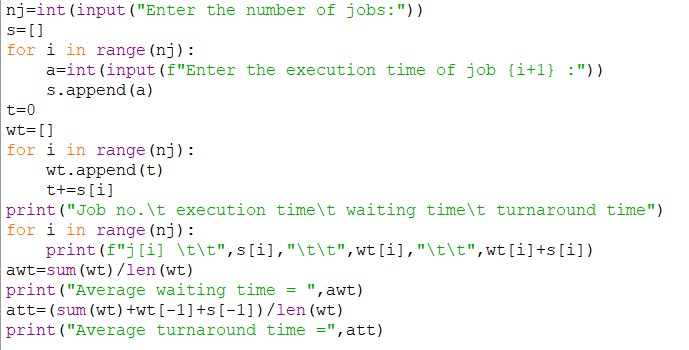 nj=int(input("Enter the number of jobs:"))
s=[]
for i in range(nj):
    a=int(input(f"Enter the execution time of job {i+1} :"))
    s.append(a)
t=0
wt=[]
for i in range(nj):
    wt.append(t)
    t+=s[i]
print("Job no.\t execution time\t waiting time\t turnaround time")
for i in range(nj):
    print(f"j[i] \t\t",s[i],"\t\t",wt[i],"\t\t",wt[i]+s[i])
awt=sum(wt)/len(wt)
print("Average waiting time = ",awt)
att=(sum(wt)+wt[-1]+s[-1])/len(wt)
print("Average turnaround time =",att)